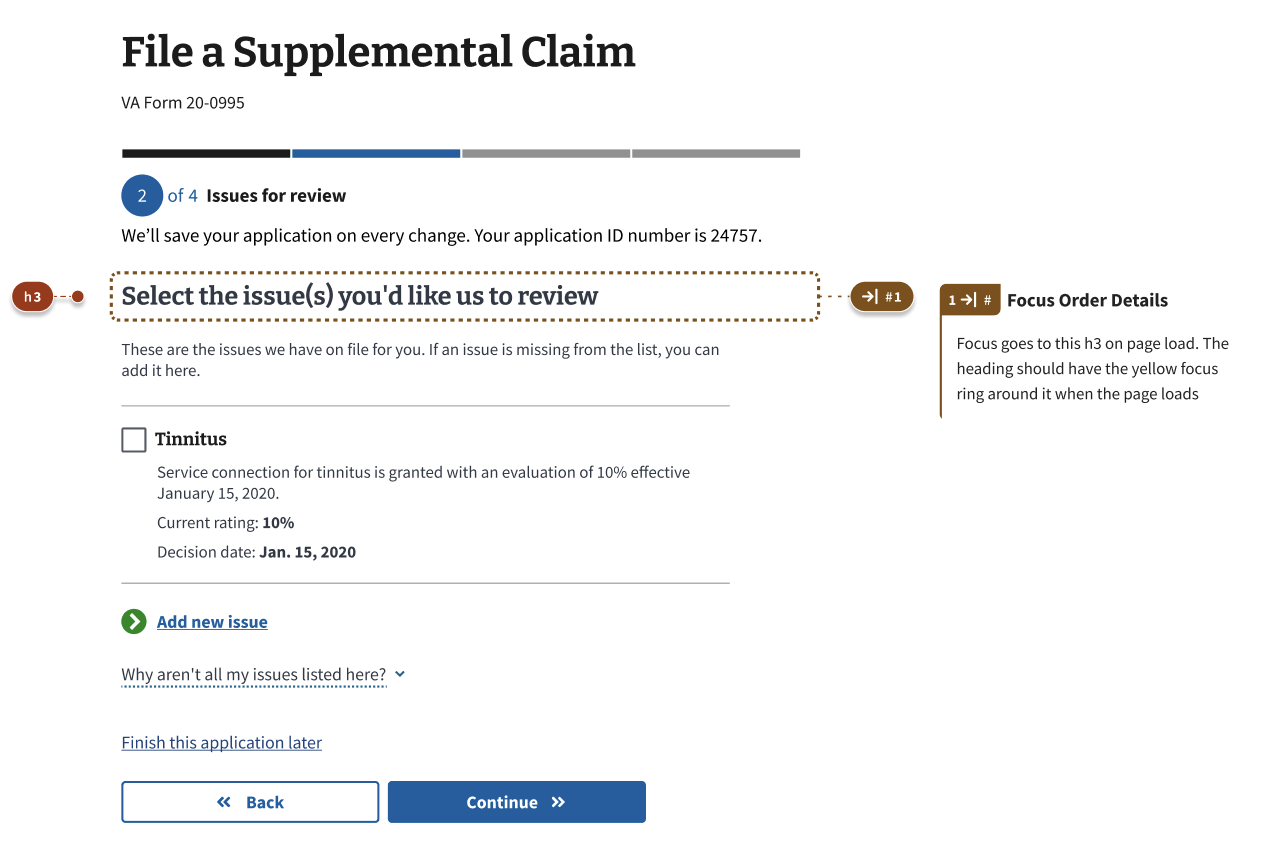 File a Supplemental Claim
VA Form 20-0995
2 of 4 Issues for review
We’ll save your application on every change. Your application ID number is 24757.
h3
Select the issue(s) you'd like us to review
#1
1 # Focus Order Details
Focus goes to this h3 on page load. The
heading should have the yellow focus
ring around it when the page loads
These are the issues we have on file for you. If an issue is missing from the list, you can
add it here.
Tinnitus
Service connection for tinnitus is granted with an evaluation of 10% effective
January 15, 2020.
Current rating: 10%
Decision date: Jan. 15, 2020
Add new issue
Why aren't all my issues listed here?
Finish this application later
Back
Continue